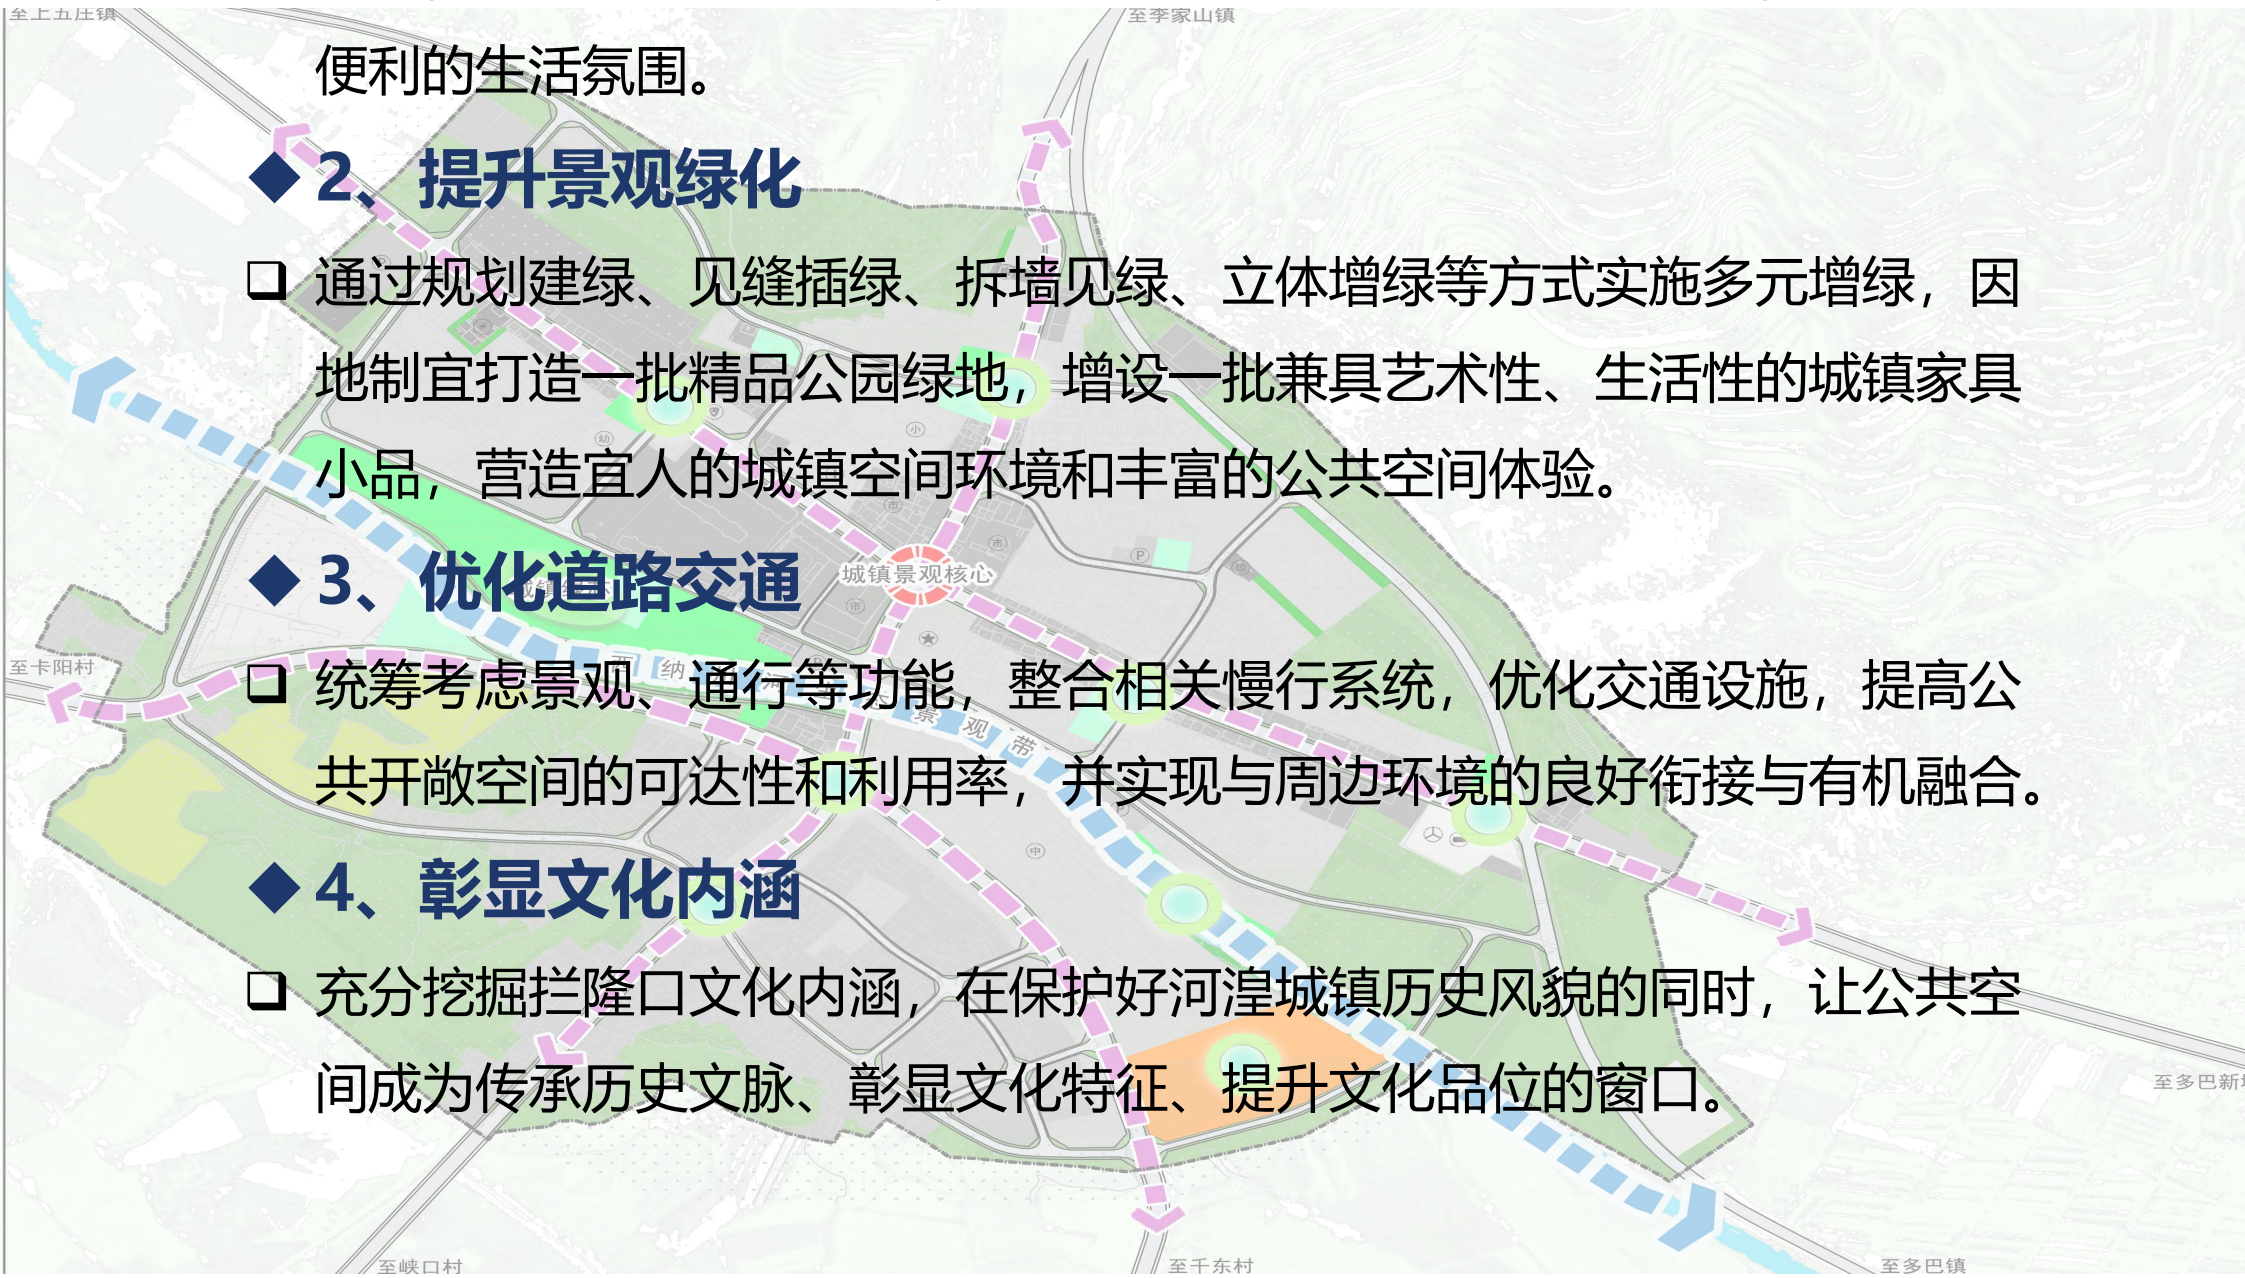 至上五庄镇
至李家山镇
便利的生活氛围。
2、提升景观绿化
通过规划建绿、见缝插绿、拆墙见绿、立体增绿等方式实施多元增绿，因
地制宜打造一批精品公园绿地，增设一批兼具艺术性、生活性的城镇家具
小品，营造宜人的城镇空间环境和丰富的公共空间体验。
城镇景观核心
3、优化道路交通
至卡阳村
统筹考虑景观、通行等功能，整合相关慢行系统，优化交通设施，提高公
景观带
共开敞空间的可达性和利用率，并实现与周边环境的良好衔接与有机融合。
4、彰显文化内涵
充分挖掘拦隆口文化内涵，在保护好河湟城镇历史风貌的同时，让公共空
间成为传承历史文脉、彰显文化特征、提升文化品位的窗口。
至多巴新
至峡口村
至千东村
至多巴镇